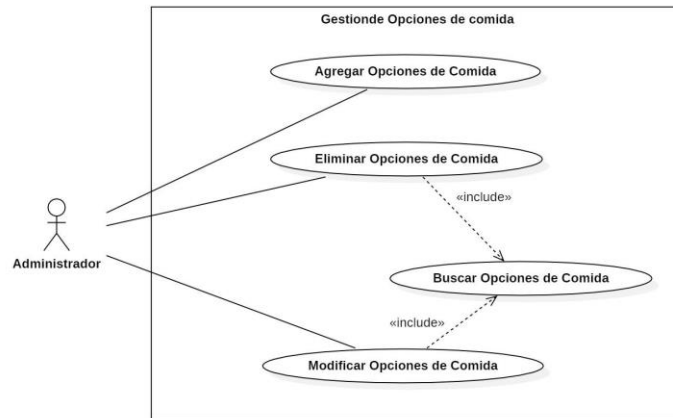 Gestionde Opciones de comida
Agregar Opciones de Comida
Eliminar Opciones de Comida
«include»
Administrador
Buscar Opciones de Comida
«include»
Modificar Opciones de Comida